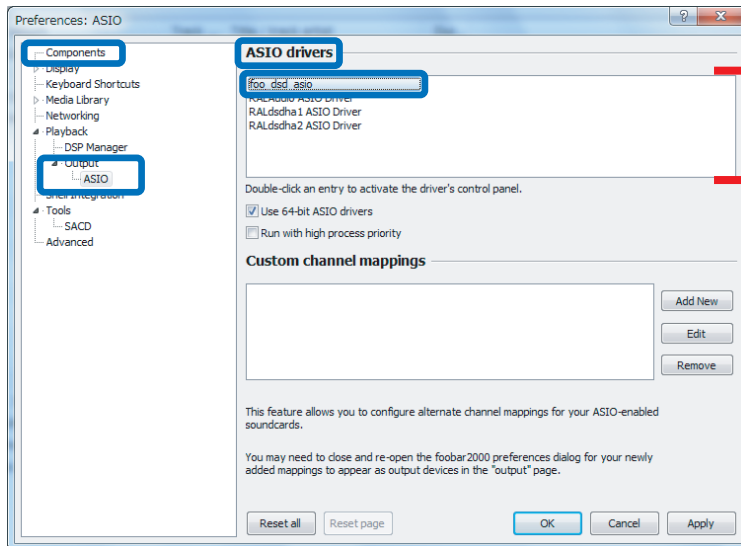 Preferences: ASIO
Components
Display
Keyboard Shortcuts
Media Library
Networking
Playback
DSP Manager
Output
ASIO
Shell Integration
Tools
SACD
Advanced
ASIO drivers
foo_dsd_asio
RALAudio ASIO Driver
RALdsdha1 ASIO Driver
RALdsdha2 ASIO Driver
Double-click an entry to activate the driver's control panel.
Use 64-bit ASIO drivers
Run with high process priority
Custom channel mappings
Add New
Edit
Remove
This feature allows you to configure alternate channel mappings for your ASIO-enabled
soundcards.
You may need to close and re-open the foobar2000 preferences dialog for your newly
added mappings to appear as output devices in the "output" page.
Reset all
Reset page
OK
Cancel
Apply